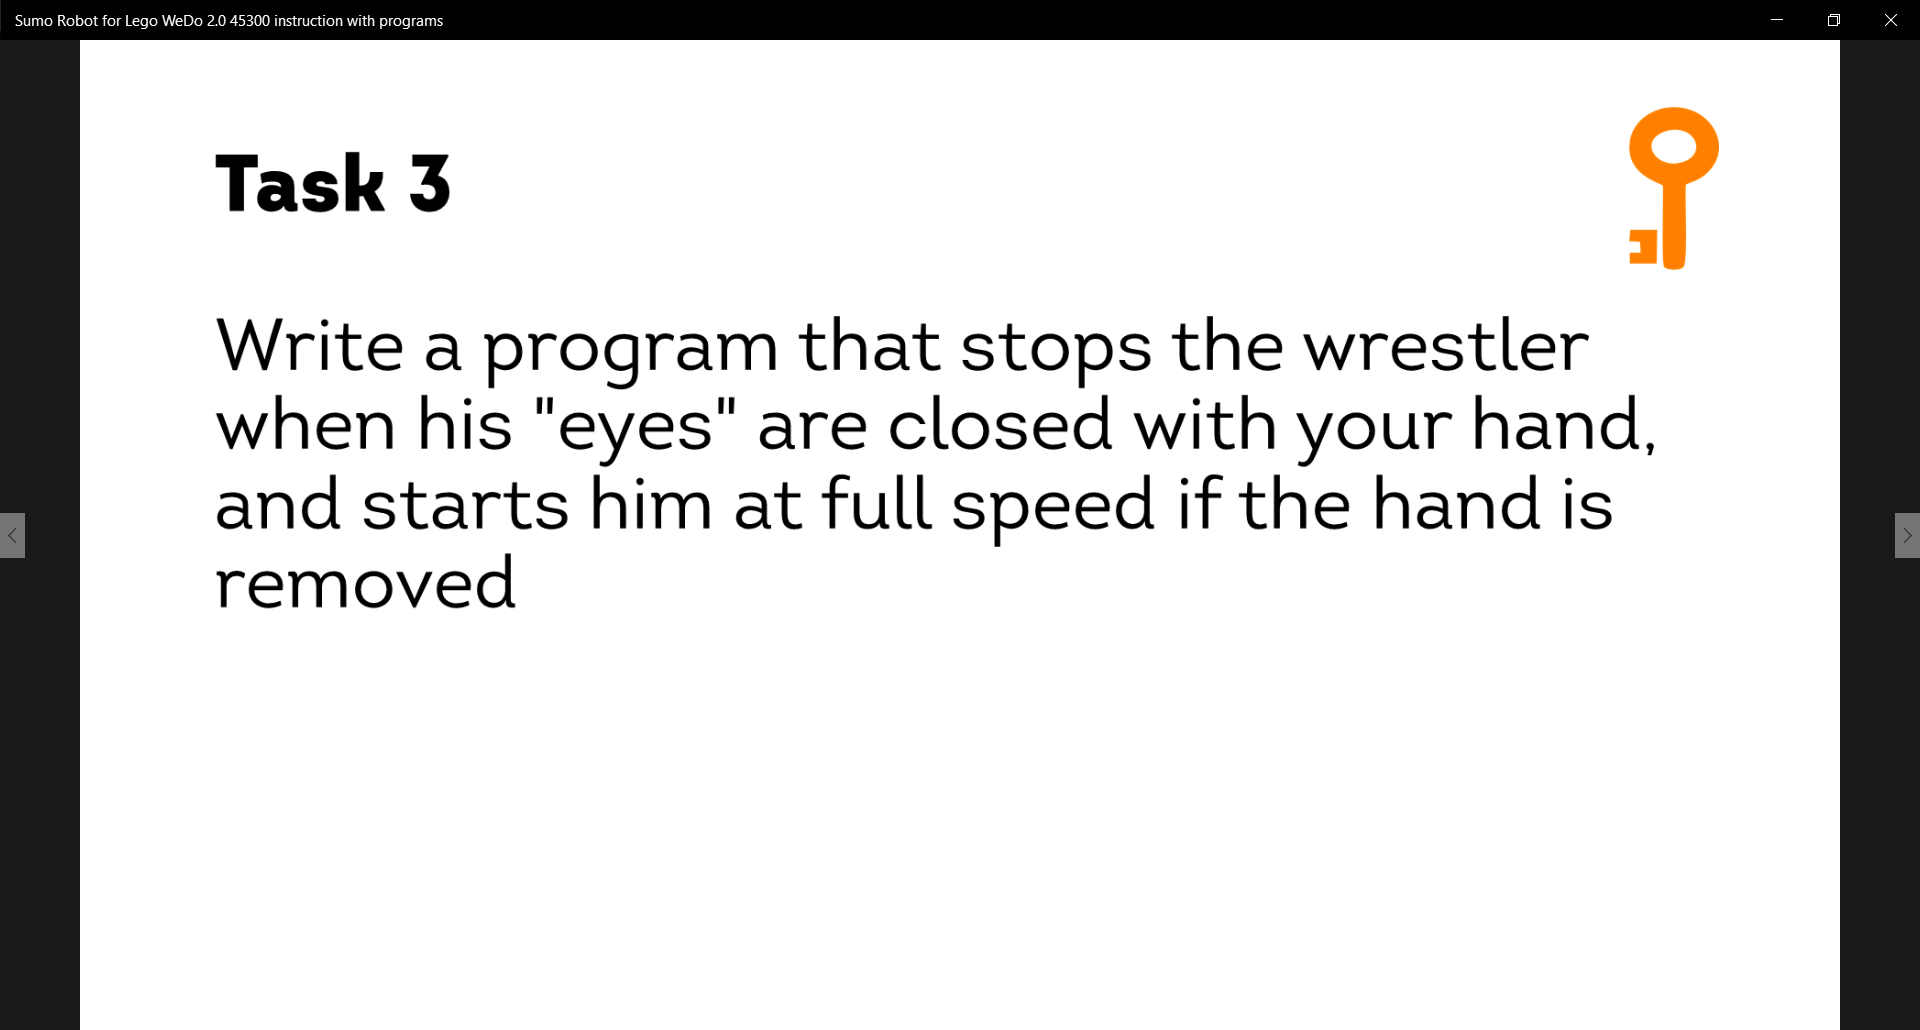 Sumo Robot for Lego WeDo 2.0 45300 instruction with programs
Task 3
Write a program that stops the wrestler
when his "eyes" are closed with your hand,
and starts him at full speed if the hand is
removed